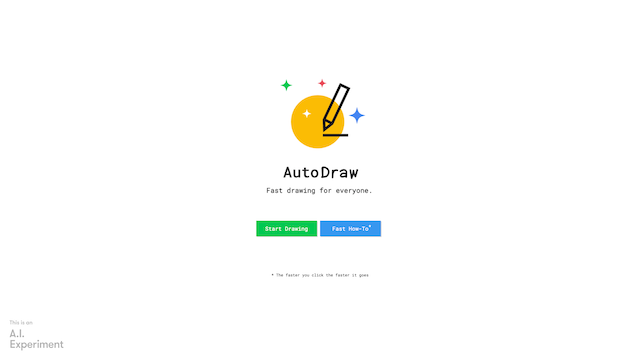 AutoDraw
Fast drawing for everyone.
Start Drawing
Fast How-To*
* The faster you click the faster it goes
This is an
A.I.
Experiment